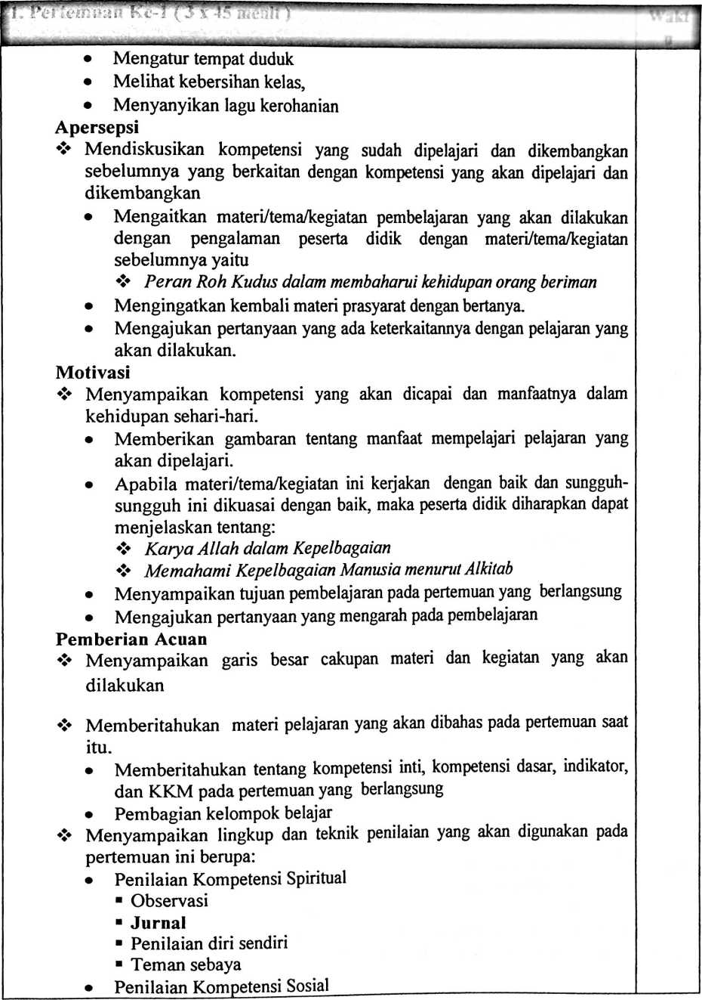 1. Pertemuan Ke-1 ( 3 x 45 menit )
Wakt
u
• Mengatur tempat duduk
• Melihat kebersihan kelas,
• Menyanyikan lagu kerohanian
Apersepsi
❖ Mendiskusikan kompetensi yang sudah dipelajari dan dikembangkan
sebelumnya yang berkaitan dengan kompetensi yang akan dipelajari dan
dikembangkan
• Mengaitkan materi/tema/kegiatan pembelajaran yang akan dilakukan
dengan pengalaman peserta didik dengan materi/tema/kegiatan
sebelumnya yaitu
❖ Peran Roh Kudus dalam membaharui kehidupan orang beriman
• Mengingatkan kembali materi prasyarat dengan bertanya.
• Mengajukan pertanyaan yang ada keterkaitannya dengan pelajaran yang
akan dilakukan.
Motivasi
❖ Menyampaikan kompetensi yang akan dicapai dan manfaatnya dalam
kehidupan sehari-hari.
• Memberikan gambaran tentang manfaat mempelajari pelajaran yang
akan dipelajari.
• Apabila materi/tema/kegiatan ini kerjakan dengan baik dan sungguh-
sungguh ini dikuasai dengan baik, maka peserta didik diharapkan dapat
menjelaskan tentang:
❖ Karya Allah dalam Kepelbagaian
❖ Memahami Kepelbagaian Manusia menurut Alkitab
• Menyampaikan tujuan pembelajaran pada pertemuan yang berlangsung
• Mengajukan pertanyaan yang mengarah pada pembelajaran
Pemberian Acuan
❖ Menyampaikan garis besar cakupan materi dan kegiatan yang akan
dilakukan
❖ Memberitahukan materi pelajaran yang akan dibahas pada pertemuan saat
itu.
• Memberitahukan tentang kompetensi inti, kompetensi dasar, indikator,
dan KKM pada pertemuan yang berlangsung
• Pembagian kelompok belajar
❖ Menyampaikan lingkup dan teknik penilaian yang akan digunakan pada
pertemuan ini berupa:
• Penilaian Kompetensi Spiritual
▪ Observasi
▪ Jurnal
▪ Penilaian diri sendiri
▪ Teman sebaya
• Penilaian Kompetensi Sosial